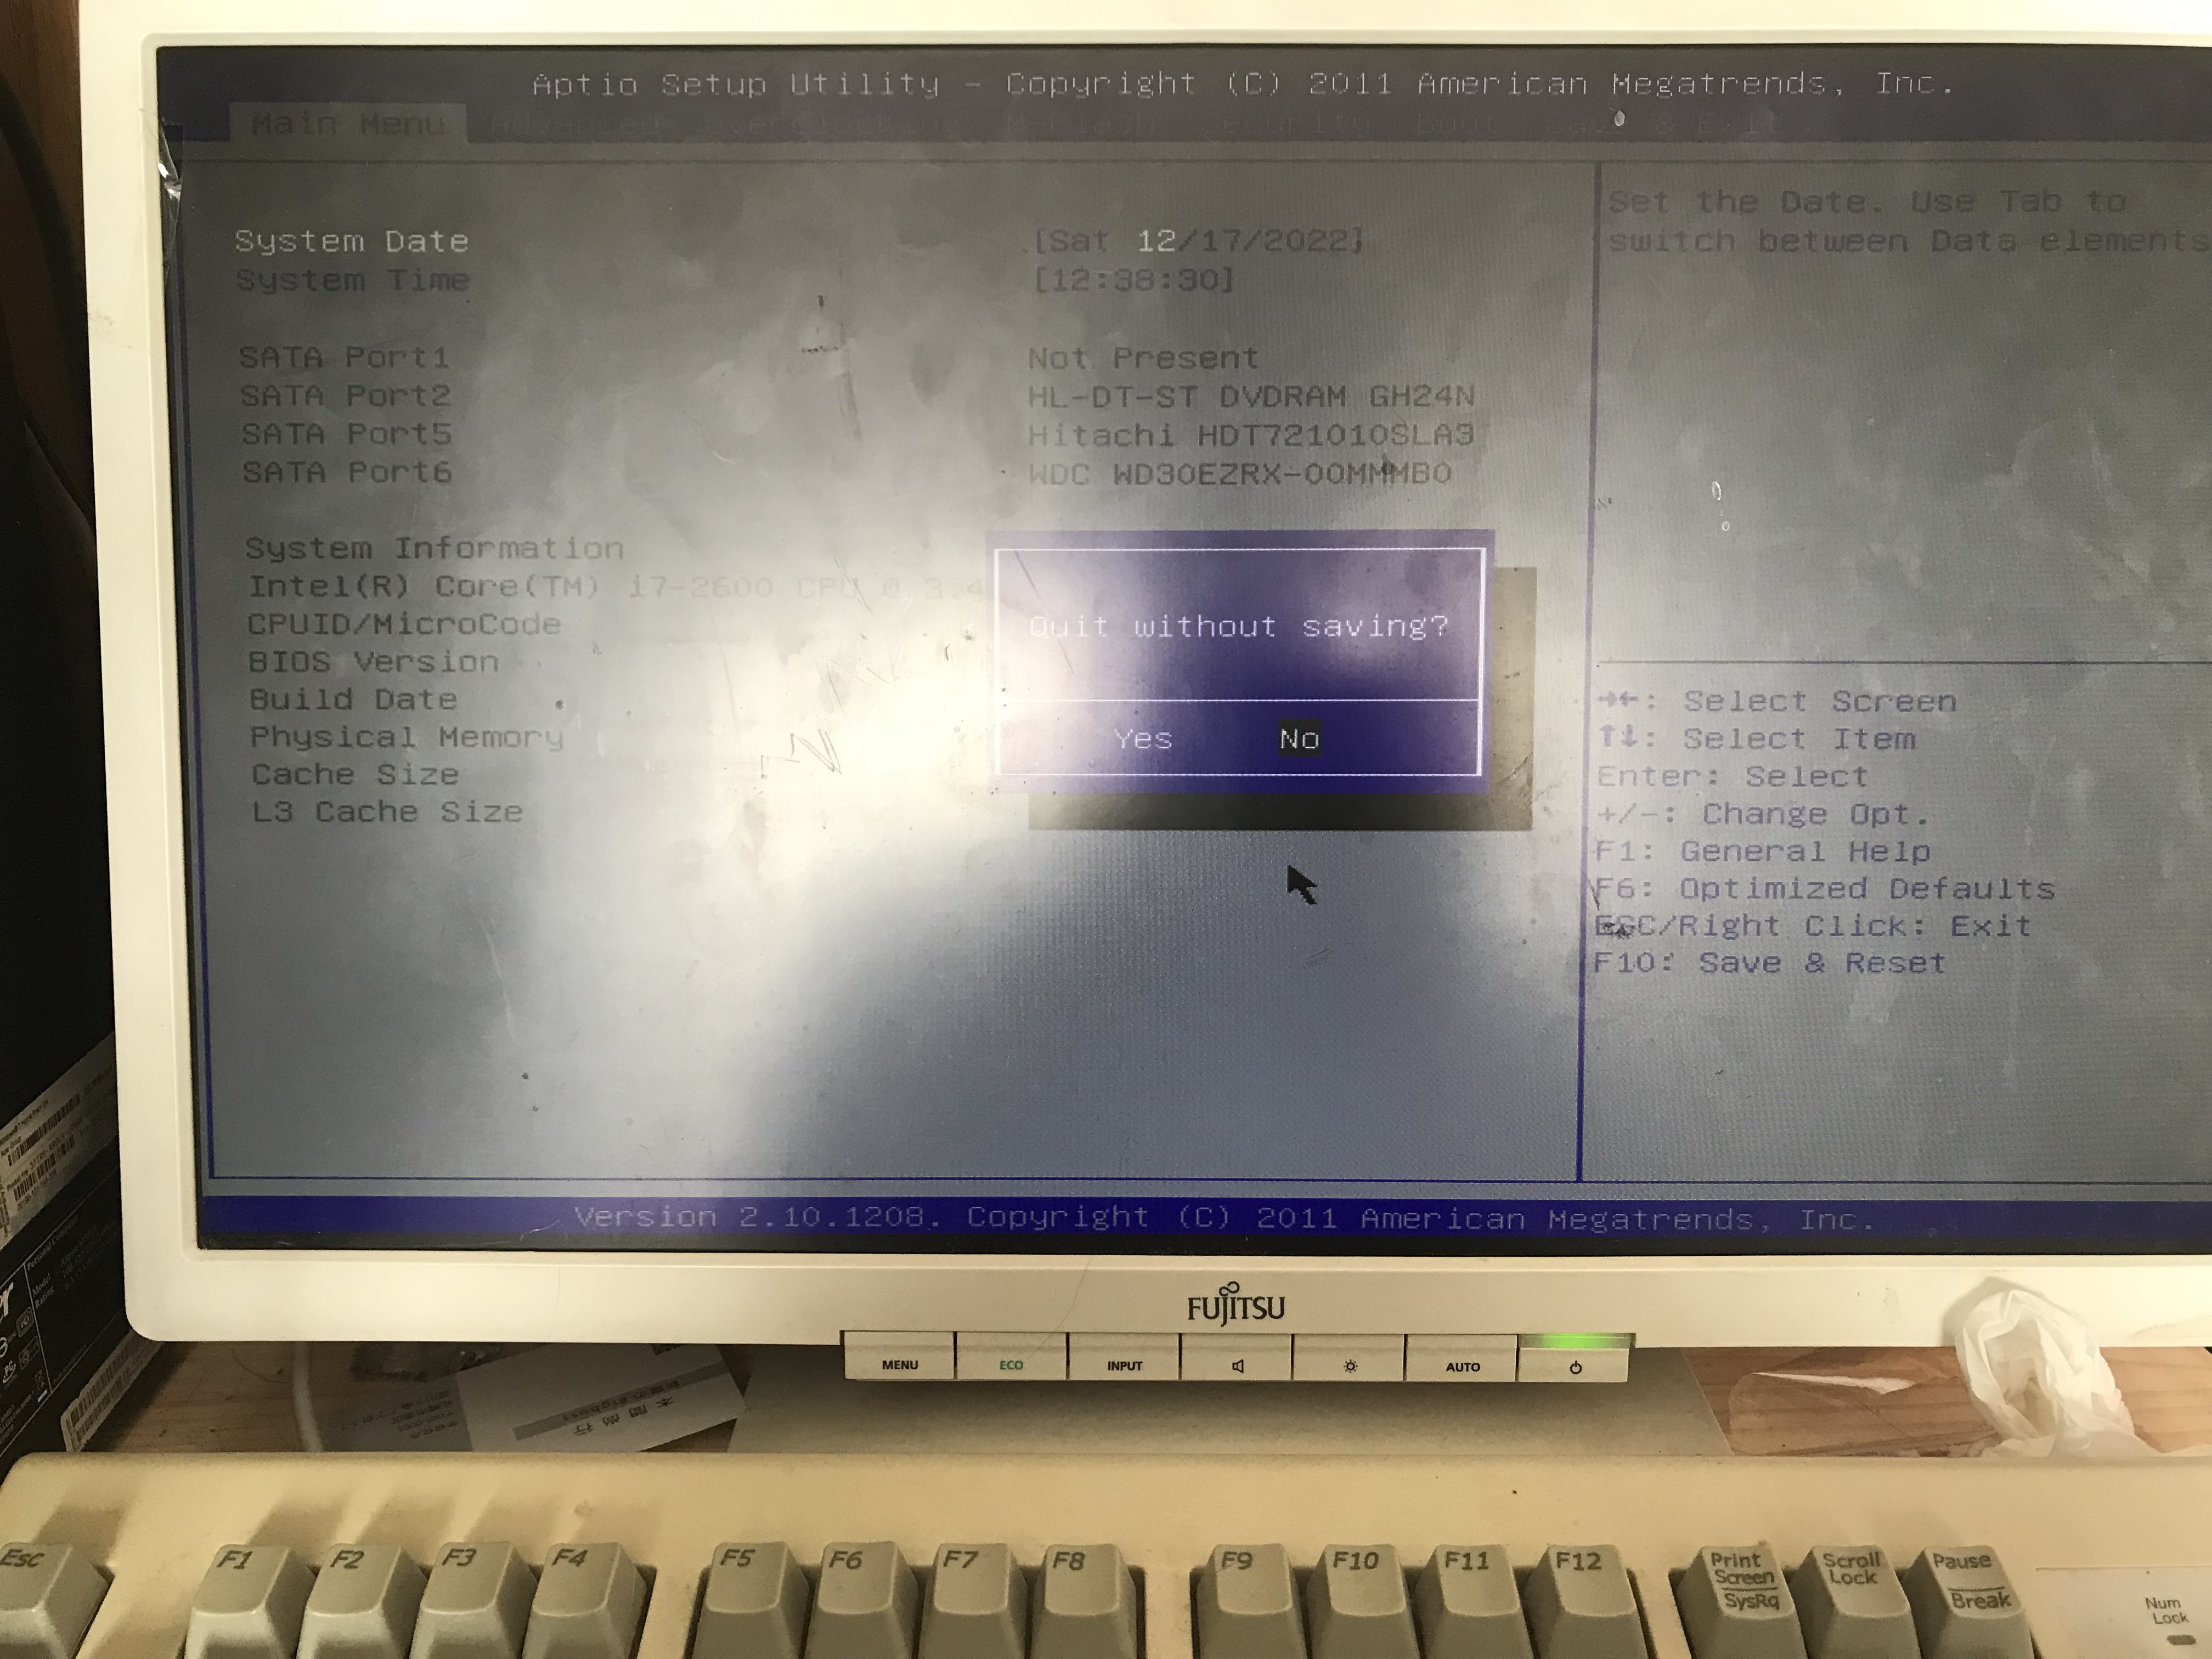 Aptio Setup Utility - Copyright (C) 2011 American Megatrends, Inc.
Main Menu
Set the Date. Use Tab to
switch between Data elements
System Date [Sat 12/17/2022]
System Time [12:38:30]
SATA Port1 Not Present
SATA Port2 HL-DT-ST DVDRAM GH24N
SATA Port5 Hitachi HDT721010SLA3
SATA Port6 WDC WD30EZRX-00MMMB0
System Information
Intel(R) Core(TM) i7-2600 CPU @ 3.4
CPUID/MicroCode
BIOS Version
Build Date
Physical Memory
Cache Size
L3 Cache Size
Quit without saving?
Yes No
→←: Select Screen
↑↓: Select Item
Enter: Select
+/-: Change Opt.
F1: General Help
F6: Optimized Defaults
ESC/Right Click: Exit
F10: Save & Reset
Version 2.10.1208. Copyright (C) 2011 American Megatrends, Inc.
FUJITSU
MENU ECO INPUT AUTO
本間尚行
Esc F1 F2 F3 F4 F5 F6 F7 F8 F9 F10 F11 F12
Print
Screen
SysRq
Scroll
Lock
Pause
Break
Num
Lock